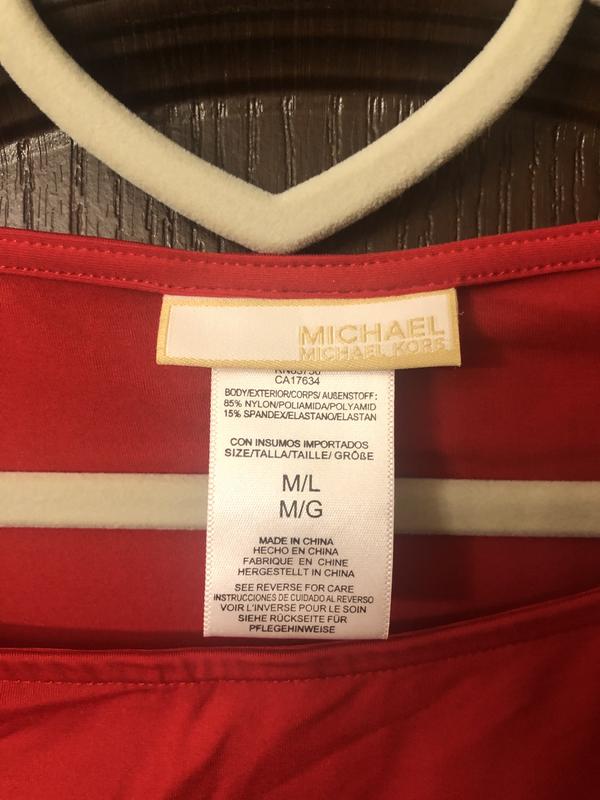 MICHAEL
MICHAEL KORS
CA17634
BODY/EXTERIOR/CORPS/ AUßENSTOFF:
85% NYLON/POLIAMIDA/POLYAMID
15% SPANDEX/ELASTANO/ELASTAN
CON INSUMOS IMPORTADOS
SIZE/TALLA/TAILLE/ GRÖßE
M/L
M/G
MADE IN CHINA
HECHO EN CHINA
FABRIQUE EN CHINE
HERGESTELLT IN CHINA
SEE REVERSE FOR CARE
INSTRUCCIONES DE CUIDADO AL REVERSO
VOIR L'INVERSE POUR LE SOIN
SIEHE RÜCKSEITE FÜR
PFLEGEHINWEISE